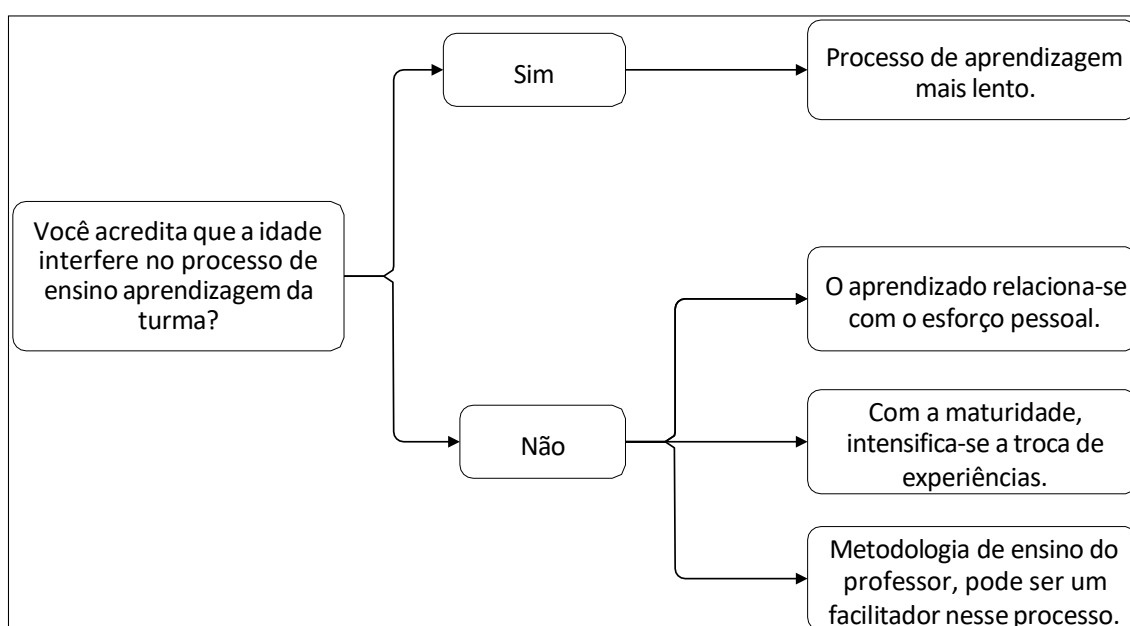 Sim
Processo de aprendizagem
mais lento.
Você acredita que a idade
interfere no processo de
ensino aprendizagem da
turma?
O aprendizado relaciona-se
com o esforço pessoal.
Não
Com a maturidade,
intensifica-se a troca de
experiências.
Metodologia de ensino do
professor, pode ser um
facilitador nesse processo.